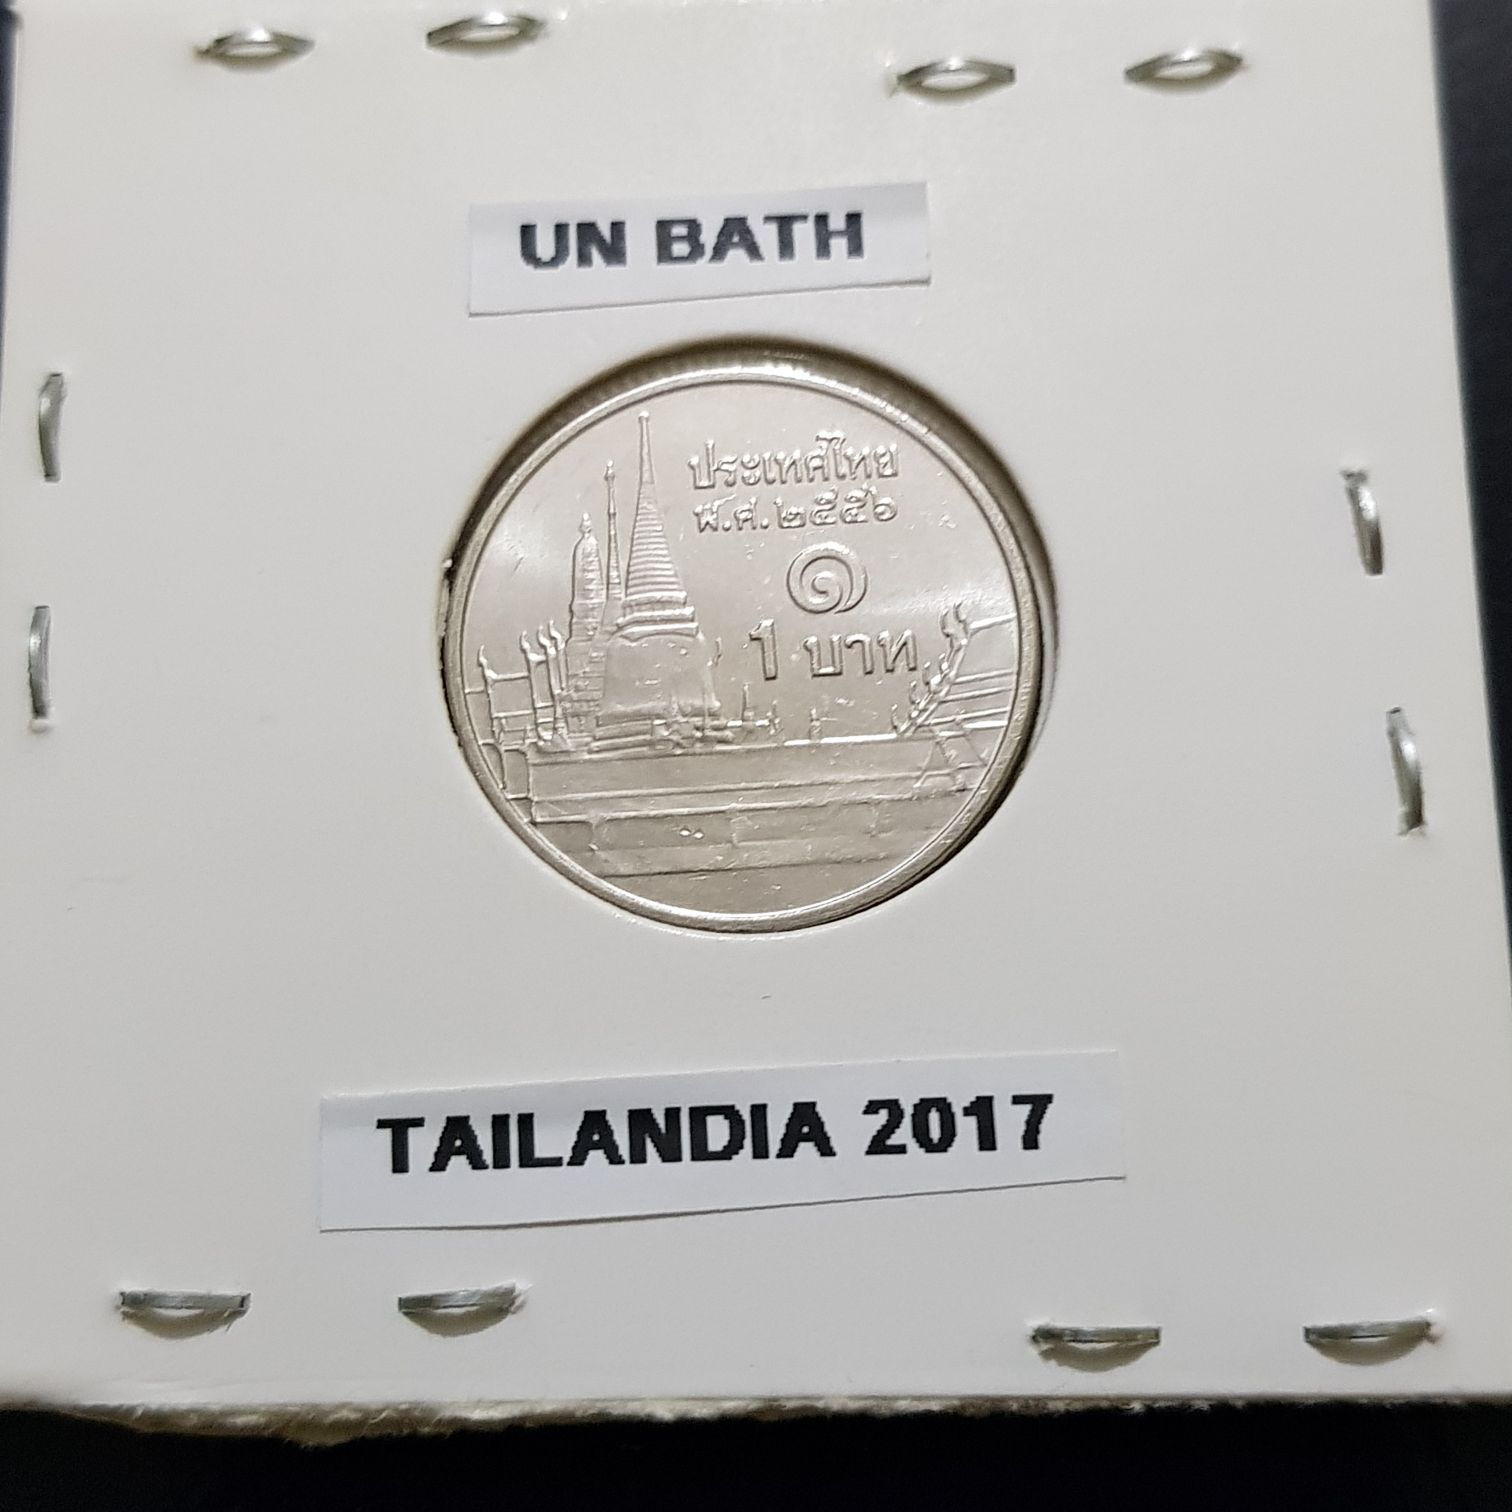 UN BATH
ประเทศไทย
พ.ศ.๒๕๕๖
๑
1 บาท
TAILANDIA 2017